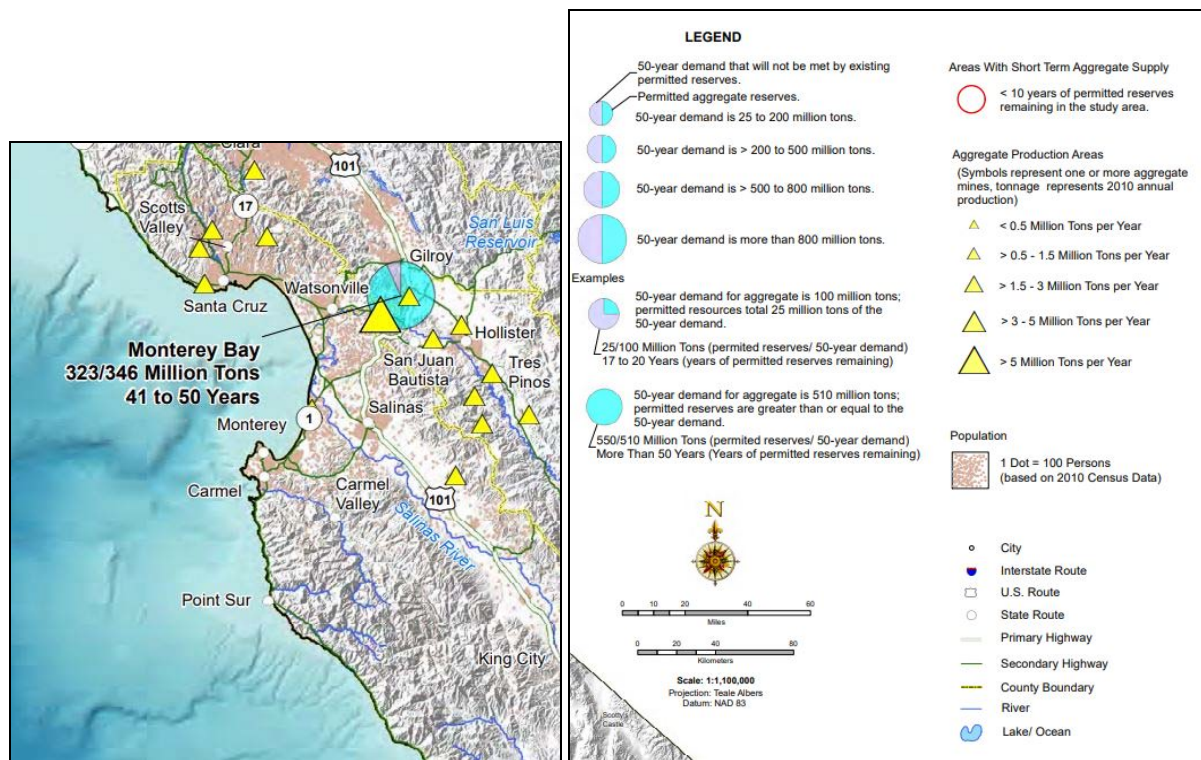 Clara
101
17
Scotts
Valley
San Luis
Reservoir
Gilroy
Watsonville
Santa Cruz
Hollister
Monterey Bay
323/346 Million Tons
41 to 50 Years
San Juan
Bautista
Tres
Pinos
Salinas
Monterey
1
Carmel
Carmel
Valley
101
Salinas
River
Point Sur
King City
LEGEND
50-year demand that will not be met by existing
permitted reserves.
Permitted aggregate reserves.
50-year demand is 25 to 200 million tons.
50-year demand is > 200 to 500 million tons.
50-year demand is > 500 to 800 million tons.
50-year demand is more than 800 million tons.
Examples
50-year demand for aggregate is 100 million tons;
permitted resources total 25 million tons of the
50-year demand.
25/100 Million Tons (permited reserves/ 50-year demand)
17 to 20 Years (years of permitted reserves remaining)
50-year demand for aggregate is 510 million tons;
permitted reserves are greater than or equal to the
50-year demand.
550/510 Million Tons (permited reserves/ 50-year demand)
More Than 50 Years (Years of permitted reserves remaining)
N
0 10 20 40 60
Miles
0 20 40 80
Kilometers
Scale: 1:1,100,000
Projection: Teale Albers
Datum: NAD 83
Scotty's
Castle
Areas With Short Term Aggregate Supply
< 10 years of permitted reserves
remaining in the study area.
Aggregate Production Areas
(Symbols represent one or more aggregate
mines, tonnage represents 2010 annual
production)
< 0.5 Million Tons per Year
> 0.5 - 1.5 Million Tons per Year
> 1.5 - 3 Million Tons per Year
> 3 - 5 Million Tons per Year
> 5 Million Tons per Year
Population
1 Dot = 100 Persons
(based on 2010 Census Data)
City
Interstate Route
U.S. Route
State Route
Primary Highway
Secondary Highway
County Boundary
River
Lake/ Ocean